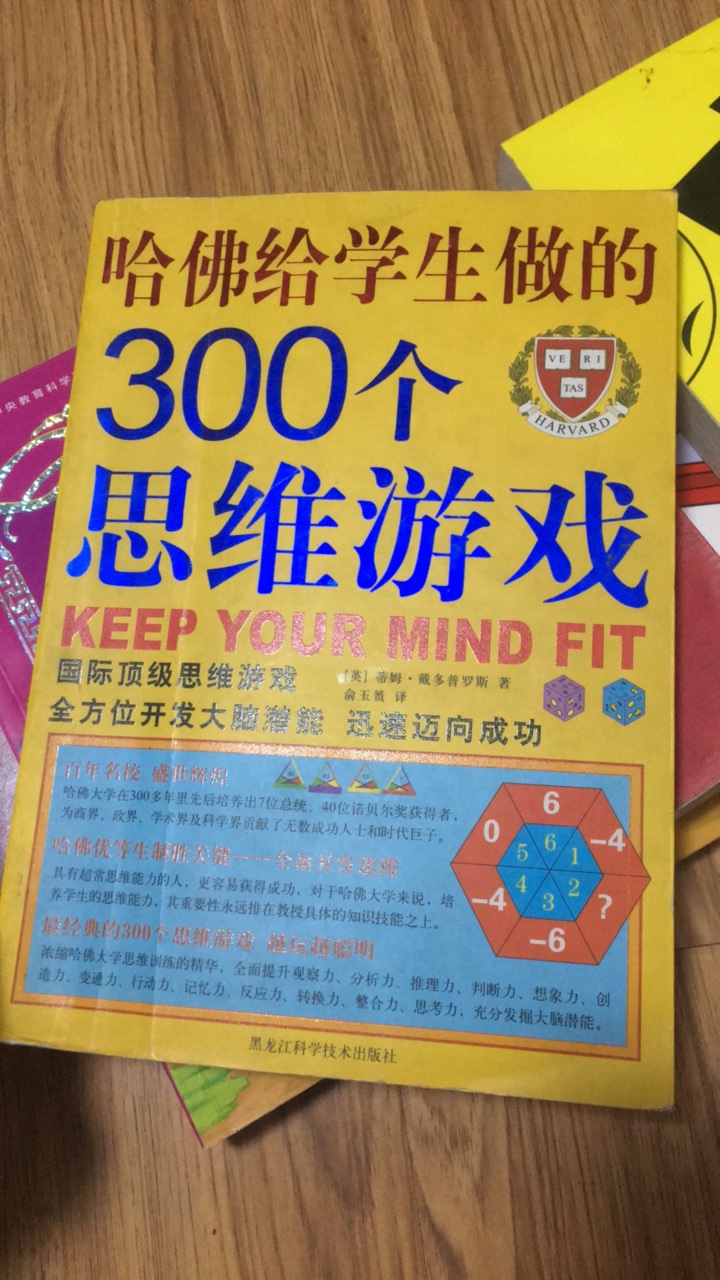 哈佛给学生做的
300个
VE RI
TAS
HARVARD
思维游戏
KEEP YOUR MIND FIT
国际顶级思维游戏
[英]蒂姆·戴多普罗斯 著
俞玉蛰 译
全方位开发大脑潜能 迅速迈向成功
百年名校 盛世辉煌
哈佛大学在300多年里先后培养出7位总统、40位诺贝尔奖获得者,
为商界、政界、学术界及科学界贡献了无数成功人士和时代巨子。
哈佛优等生制胜关键——全面开发思维
具有超常思维能力的人,更容易获得成功,对于哈佛大学来说,培
养学生的思维能力,其重要性永远排在教授具体的知识技能之上。
最经典的300个思维游戏 越玩越聪明
浓缩哈佛大学思维训练的精华,全面提升观察力、分析力、推理力、判断力、想象力、创
造力、变通力、行动力、记忆力、反应力、转换力、整合力、思考力,充分发掘大脑潜能。
6
0 -4
5 6 1
4 3 2
-4 ?
-6
黑龙江科学技术出版社
央教育科学